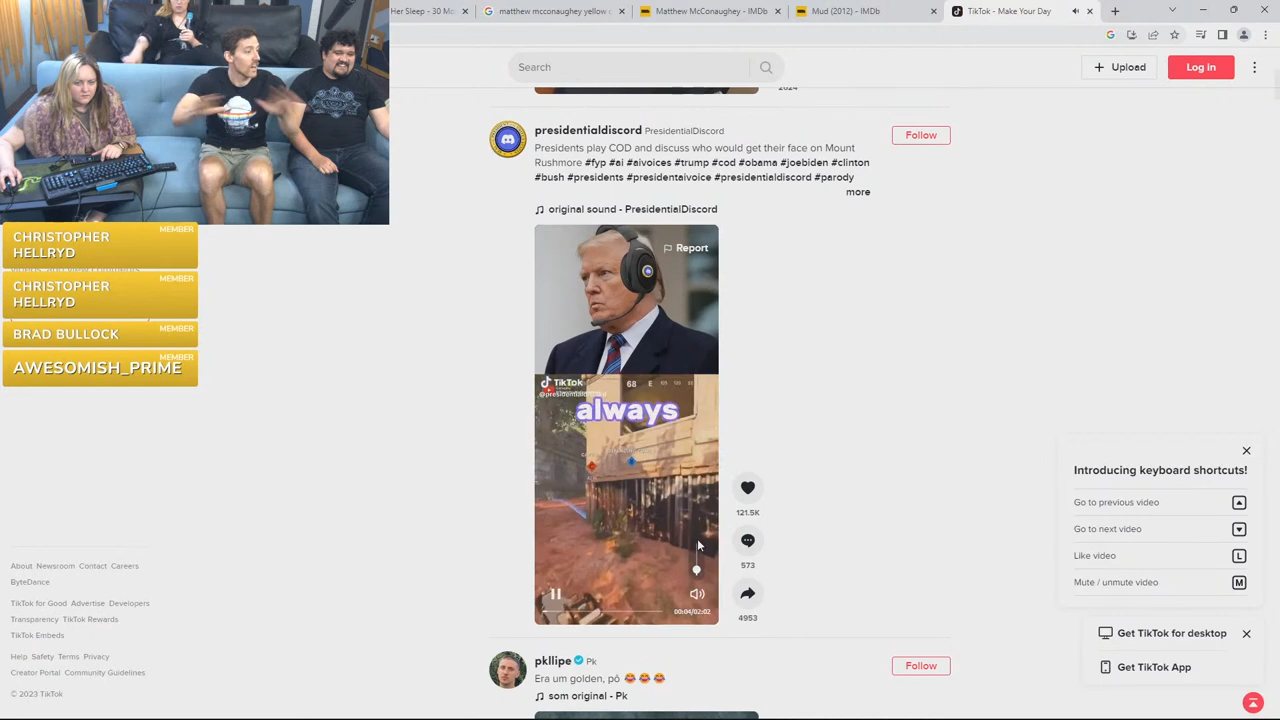 Her Sleep - 30 Mo
matthew mcconaughey yellow c
Matthew McConaughey - IMDb
Mud (2012) - IMDb
TikTok - Make Your Day
Search
Upload
Log in
2024
presidentialdiscord PresidentialDiscord
Follow
Presidents play COD and discuss who would get their face on Mount
Rushmore #fyp #ai #aivoices #trump #cod #obama #joebiden #clinton
#bush #presidents #presidentaivoice #presidentialdiscord #parody
more
original sound - PresidentialDiscord
Report
TikTok
68 E
always
121.5K
573
4953
00:04/02:02
CHRISTOPHER
HELLRYD
MEMBER
CHRISTOPHER
HELLRYD
MEMBER
BRAD BULLOCK
MEMBER
AWESOMISH_PRIME
MEMBER
About Newsroom Contact Careers
ByteDance
TikTok for Good Advertise Developers
Transparency TikTok Rewards
TikTok Embeds
Help Safety Terms Privacy
Creator Portal Community Guidelines
© 2023 TikTok
pkllipe Pk
Follow
Era um golden, pô 😂😂😂
som original - Pk
Introducing keyboard shortcuts!
Go to previous video
Go to next video
Like video L
Mute / unmute video M
Get TikTok for desktop
Get TikTok App